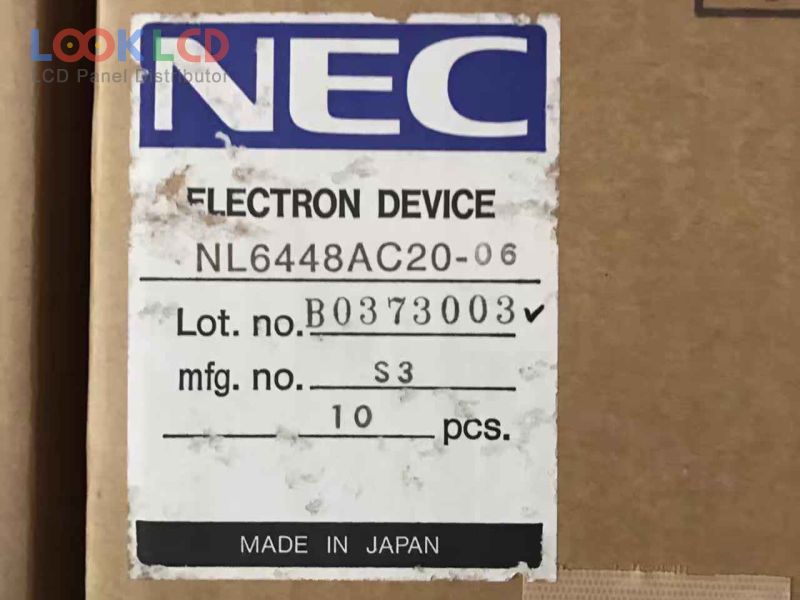 LOOKLCD
LCD Panel Distributor
NEC
ELECTRON DEVICE
NL6448AC20-06
Lot. no. B0373003✓
mfg. no. S3
10 pcs.
MADE IN JAPAN